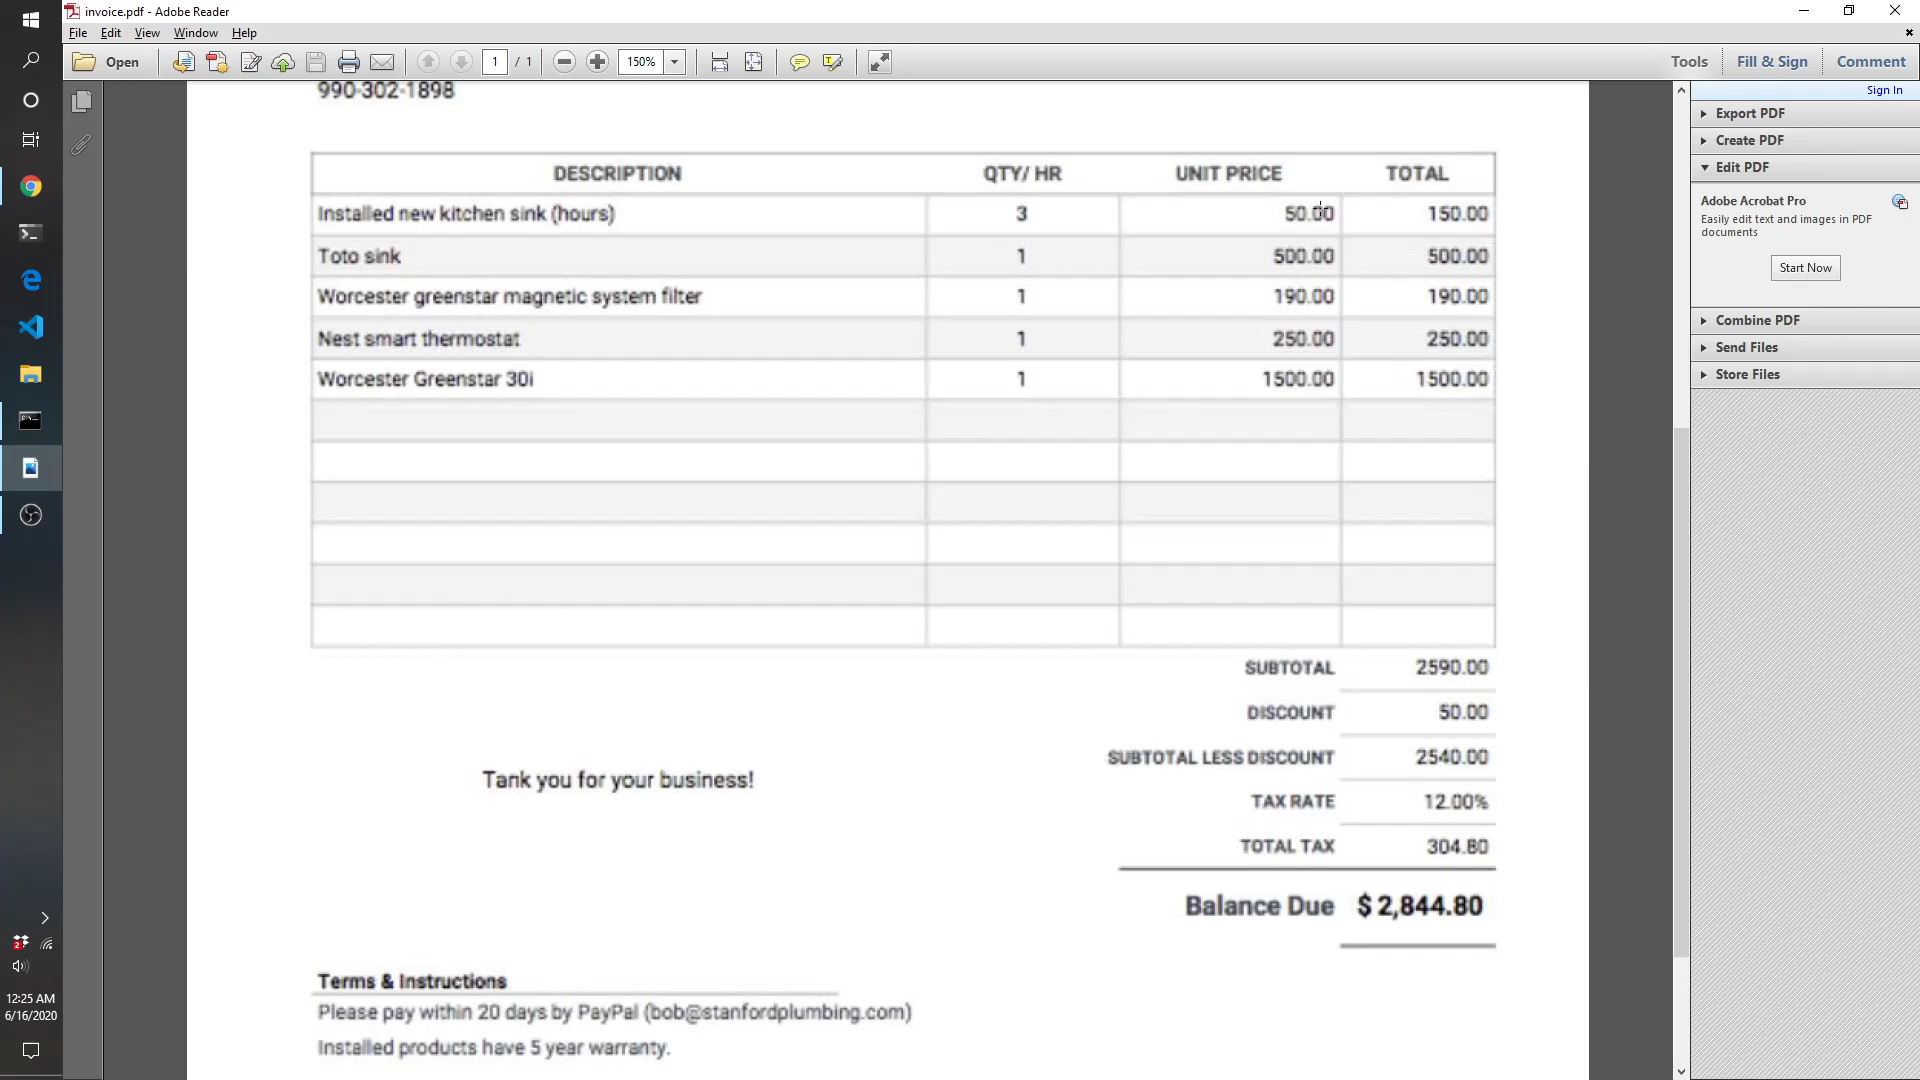 invoice.pdf - Adobe Reader
File Edit View Window Help
Open 1 / 1 150% Tools Fill & Sign Comment
Sign In
990-302-1898
DESCRIPTION QTY/ HR UNIT PRICE TOTAL
Installed new kitchen sink (hours) 3 50.00 150.00
Toto sink 1 500.00 500.00
Worcester greenstar magnetic system filter 1 190.00 190.00
Nest smart thermostat 1 250.00 250.00
Worcester Greenstar 30i 1 1500.00 1500.00
SUBTOTAL 2590.00
DISCOUNT 50.00
SUBTOTAL LESS DISCOUNT 2540.00
Tank you for your business!
TAX RATE 12.00%
TOTAL TAX 304.80
Balance Due $ 2,844.80
Terms & Instructions
Please pay within 20 days by PayPal (bob@stanfordplumbing.com)
Installed products have 5 year warranty.
Export PDF
Create PDF
Edit PDF
Adobe Acrobat Pro
Easily edit text and images in PDF
documents
Start Now
Combine PDF
Send Files
Store Files
2
12:25 AM
6/16/2020